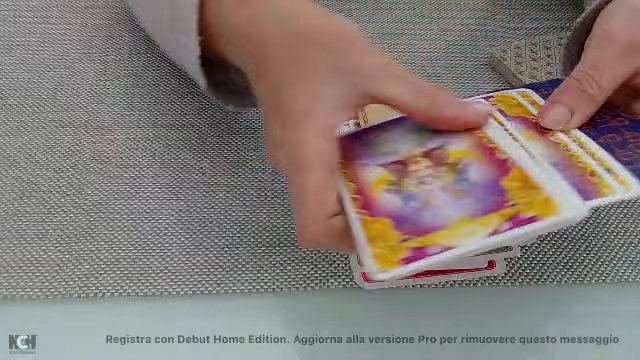 NCH
Registra con Debut Home Edition. Aggiorna alla versione Pro per rimuovere questo messaggio